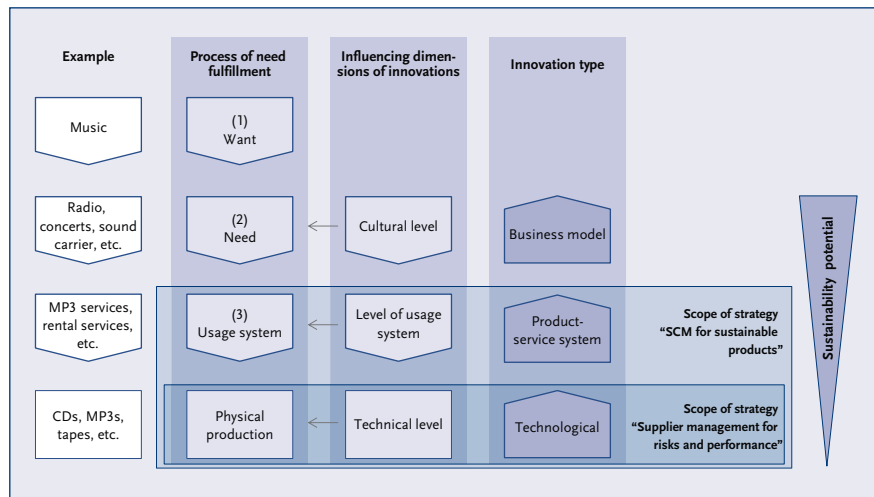 Example
Process of need
fulfillment
Influencing dimen-
sions of innovations
Innovation type
Music
(1)
Want
Radio,
concerts, sound
carrier, etc.
(2)
Need
Cultural level
Business model
MP3 services,
rental services,
etc.
(3)
Usage system
Level of usage
system
Product-
service system
Scope of strategy
“SCM for sustainable
products”
CDs, MP3s,
tapes, etc.
Physical
production
Technical level
Technological
Scope of strategy
“Supplier management for
risks and performance”
Sustainability potential